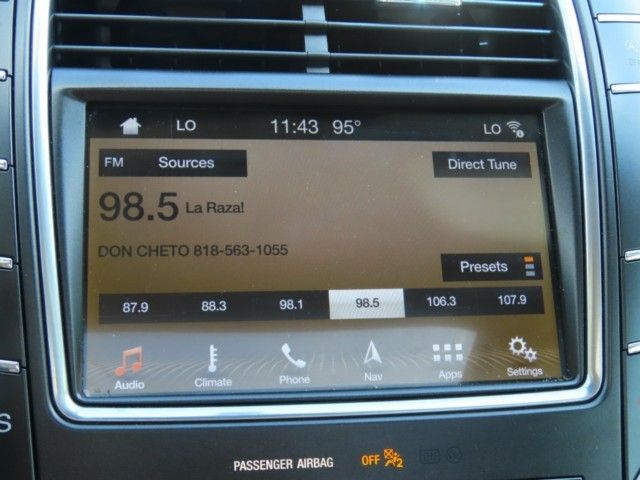 LO 11:43 95° LO
FM Sources Direct Tune
98.5 La Raza!
DON CHETO 818-563-1055
Presets
87.9 88.3 98.1 98.5 106.3 107.9
Audio Climate Phone Nav Apps Settings
PASSENGER AIRBAG OFF 2